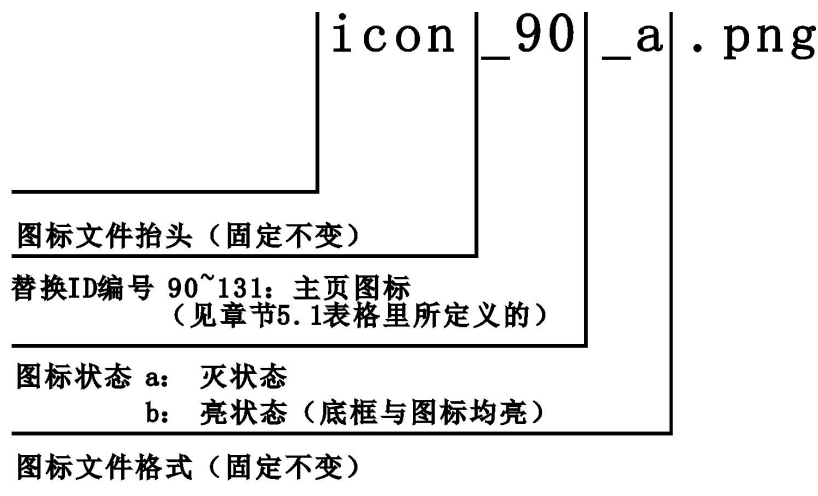 icon_90_a.png
图标文件抬头（固定不变）
替换ID编号 90~131：主页图标
（见章节5.1表格里所定义的）
图标状态 a： 灭状态
b： 亮状态（底框与图标均亮）
图标文件格式（固定不变）